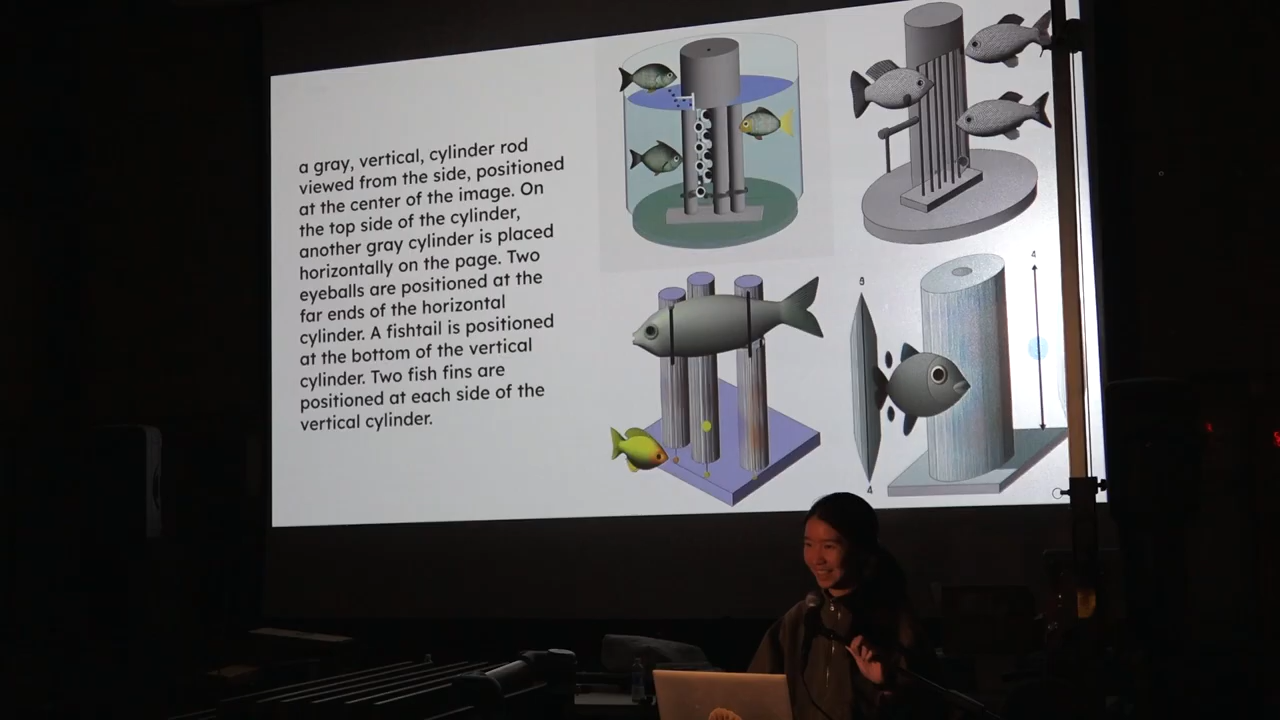 a gray, vertical, cylinder rod
viewed from the side, positioned
at the center of the image. On
the top side of the cylinder,
another gray cylinder is placed
horizontally on the page. Two
eyeballs are positioned at the
far ends of the horizontal
cylinder. A fishtail is positioned
at the bottom of the vertical
cylinder. Two fish fins are
positioned at each side of the
vertical cylinder.
4
4